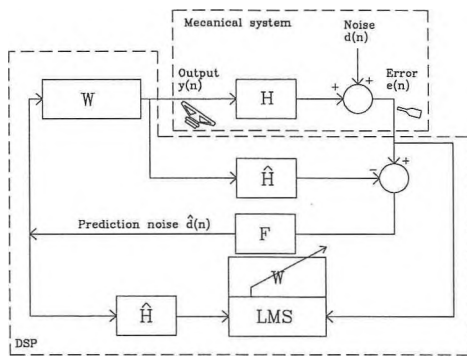 Mecanical system
Noise
d(n)
Output
y(n)
Error
e(n)
W
H
+
+
+
-
Ĥ
Prediction noise d̂(n)
F
W
Ĥ
LMS
DSP